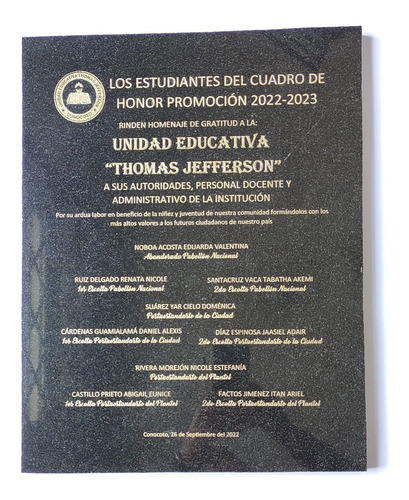 UNIDAD EDUCATIVA THOMAS JEFFERSON
CONOCOTO
LOS ESTUDIANTES DEL CUADRO DE
HONOR PROMOCIÓN 2022-2023
RINDEN HOMENAJE DE GRATITUD A LA:
UNIDAD EDUCATIVA
“THOMAS JEFFERSON”
A SUS AUTORIDADES, PERSONAL DOCENTE Y
ADMINISTRATIVO DE LA INSTITUCIÓN
Por su ardua labor en beneficio de la niñez y juventud de nuestra comunidad formándolos con los
más altos valores a los futuros ciudadanos de nuestro país
NOBOA ACOSTA EDUARDA VALENTINA
Abanderada Pabellón Nacional
RUIZ DELGADO RENATA NICOLE
1er Escolta Pabellón Nacional
SANTACRUZ VACA TABATHA AKEMI
2do Escolta Pabellón Nacional
SUÁREZ YAR CIELO DOMÉNICA
Portaestandarte de la Ciudad
CÁRDENAS GUAMIALAMÁ DANIEL ALEXIS
1er Escolta Portaestandarte de la Ciudad
DÍAZ ESPINOSA JAASIEL ADAIR
2do Escolta Portaestandarte de la Ciudad
RIVERA MOREJÓN NICOLE ESTEFANÍA
Portaestandarte del Plantel
CASTILLO PRIETO ABIGAIL EUNICE
1er Escolta Portaestandarte del Plantel
FACTOS JIMENEZ ITAN ARIEL
2do Escolta Portaestandarte del Plantel
Conocoto, 26 de Septiembre del 2022